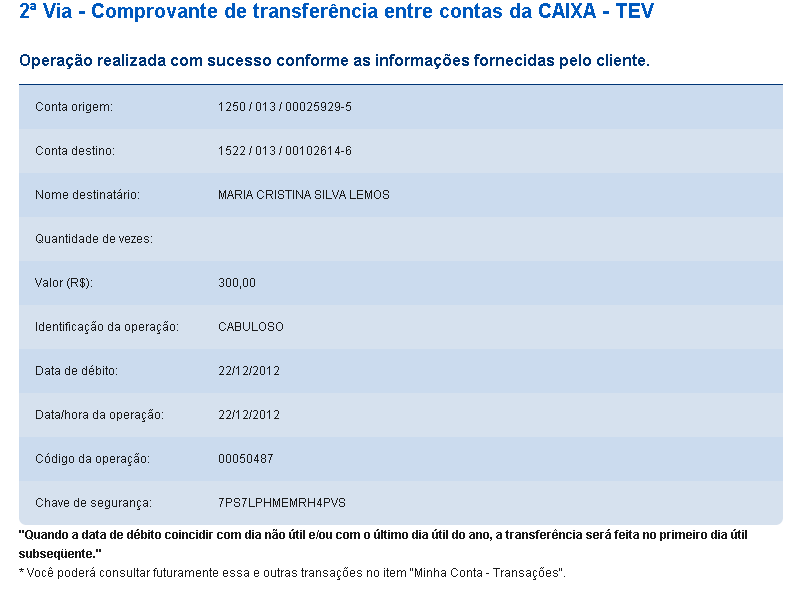 2ª Via - Comprovante de transferência entre contas da CAIXA - TEV
Operação realizada com sucesso conforme as informações fornecidas pelo cliente.
Conta origem: 1250 / 013 / 00025929-5
Conta destino: 1522 / 013 / 00102614-6
Nome destinatário: MARIA CRISTINA SILVA LEMOS
Quantidade de vezes:
Valor (R$): 300,00
Identificação da operação: CABULOSO
Data de débito: 22/12/2012
Data/hora da operação: 22/12/2012
Código da operação: 00050487
Chave de segurança: 7PS7LPHMEMRH4PVS
"Quando a data de débito coincidir com dia não útil e/ou com o último dia útil do ano, a transferência será feita no primeiro dia útil
subseqüente."
* Você poderá consultar futuramente essa e outras transações no item "Minha Conta - Transações".